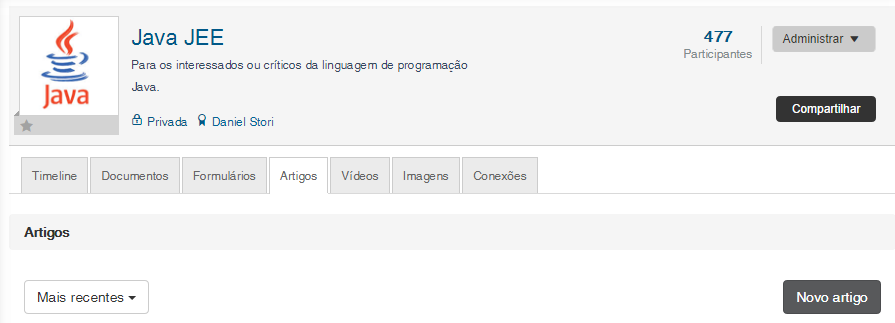 Java
Java JEE
Para os interessados ou críticos da linguagem de programação
Java.
Privada Daniel Stori
477
Participantes
Administrar
Compartilhar
Timeline Documentos Formulários Artigos Vídeos Imagens Conexões
Artigos
Mais recentes
Novo artigo